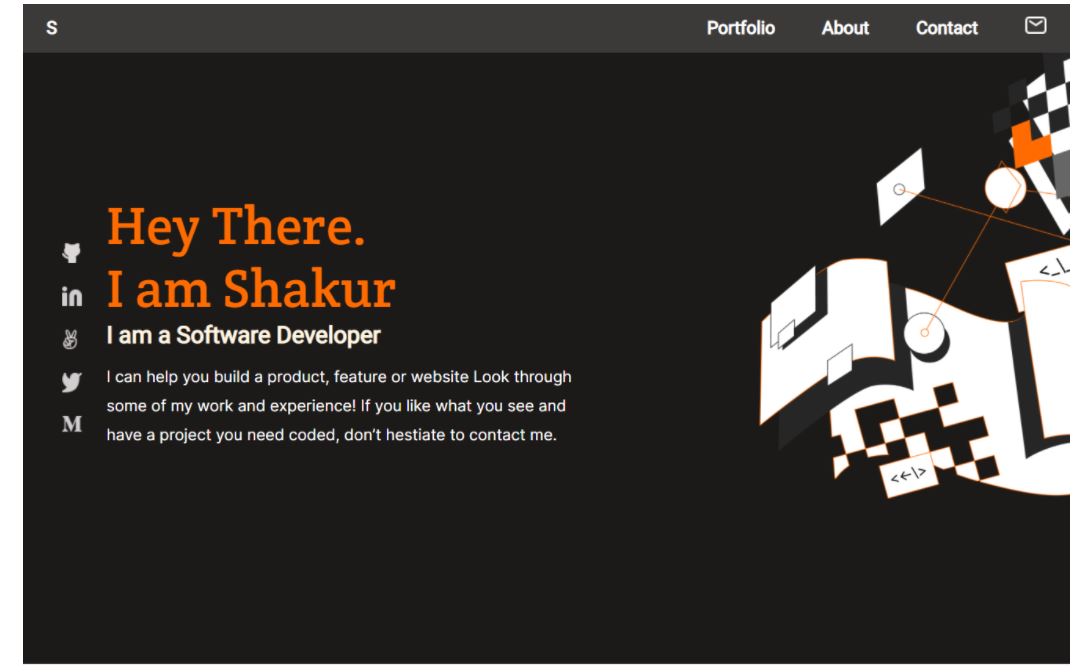 S
Portfolio About Contact
Hey There.
I am Shakur
I am a Software Developer
I can help you build a product, feature or website Look through
some of my work and experience! If you like what you see and
have a project you need coded, don’t hestiate to contact me.
in
M
<_L
<←|>